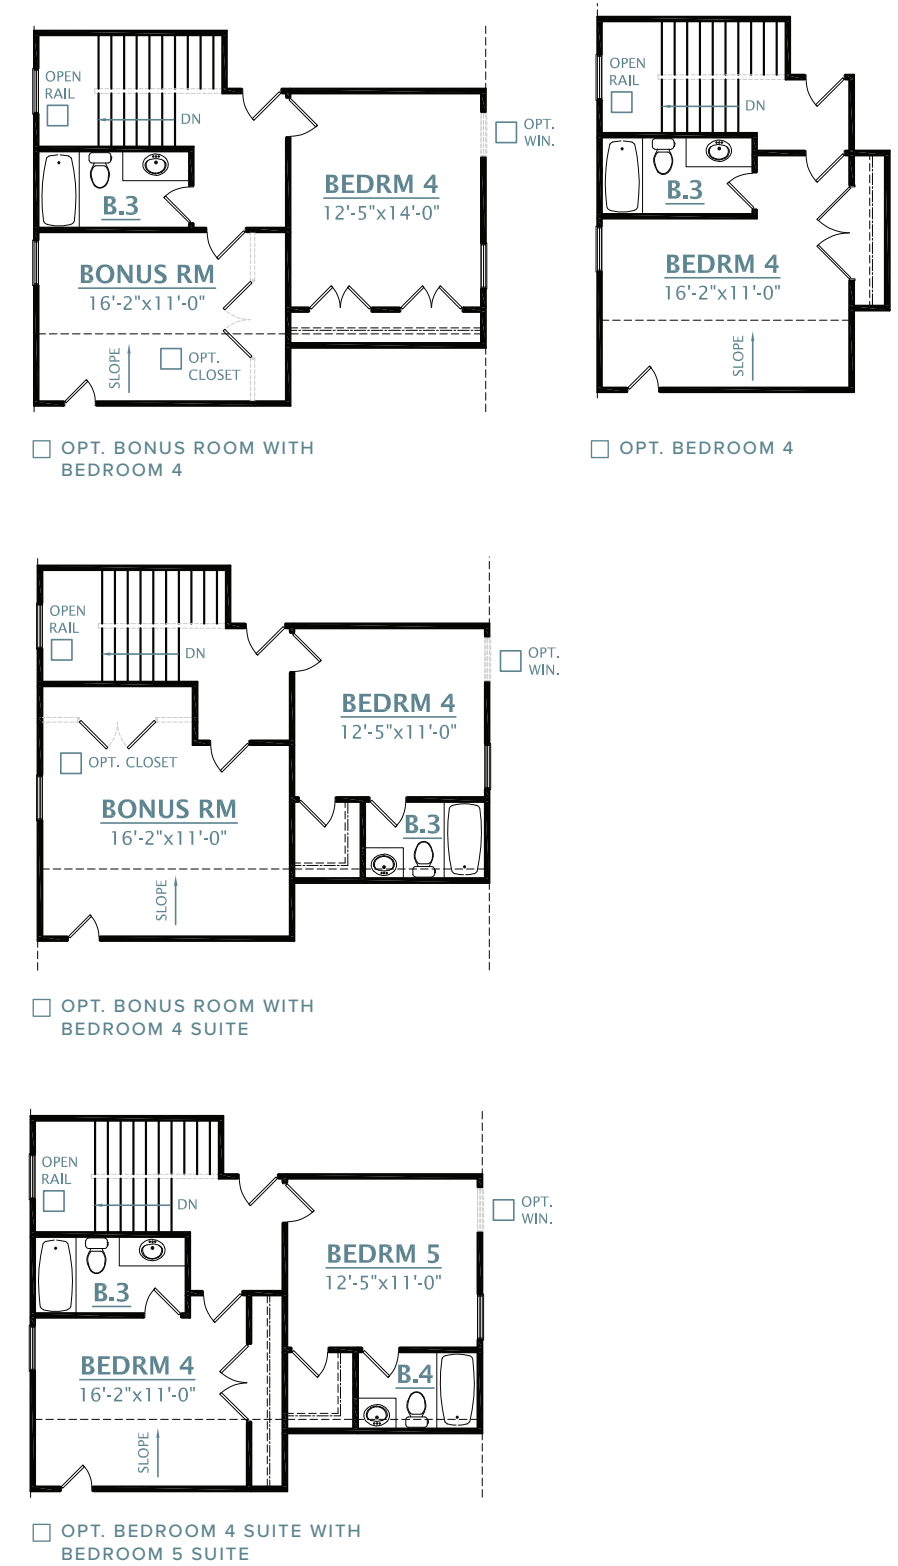 OPEN
RAIL
DN
OPT.
WIN.
BEDRM 4
12'-5"x14'-0"
B.3
BONUS RM
16'-2"x11'-0"
SLOPE
OPT.
CLOSET
OPT. BONUS ROOM WITH
BEDROOM 4
OPEN
RAIL
DN
B.3
BEDRM 4
16'-2"x11'-0"
SLOPE
OPT. BEDROOM 4
OPEN
RAIL
DN
OPT.
WIN.
BEDRM 4
12'-5"x11'-0"
OPT. CLOSET
BONUS RM
16'-2"x11'-0"
B.3
SLOPE
OPT. BONUS ROOM WITH
BEDROOM 4 SUITE
OPEN
RAIL
DN
OPT.
WIN.
BEDRM 5
12'-5"x11'-0"
B.3
BEDRM 4
16'-2"x11'-0"
B.4
SLOPE
OPT. BEDROOM 4 SUITE WITH
BEDROOM 5 SUITE